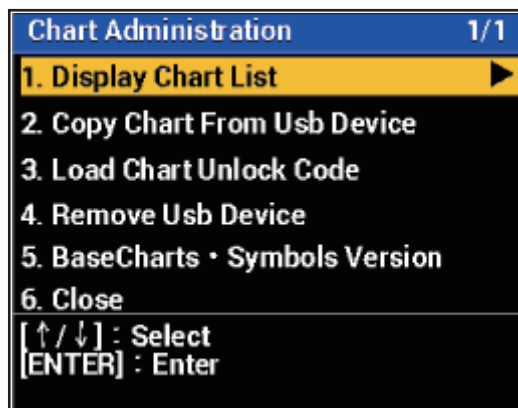 Chart Administration 1/1
1. Display Chart List ▶
2. Copy Chart From Usb Device
3. Load Chart Unlock Code
4. Remove Usb Device
5. BaseCharts・Symbols Version
6. Close
[↑/↓] : Select
[ENTER] : Enter